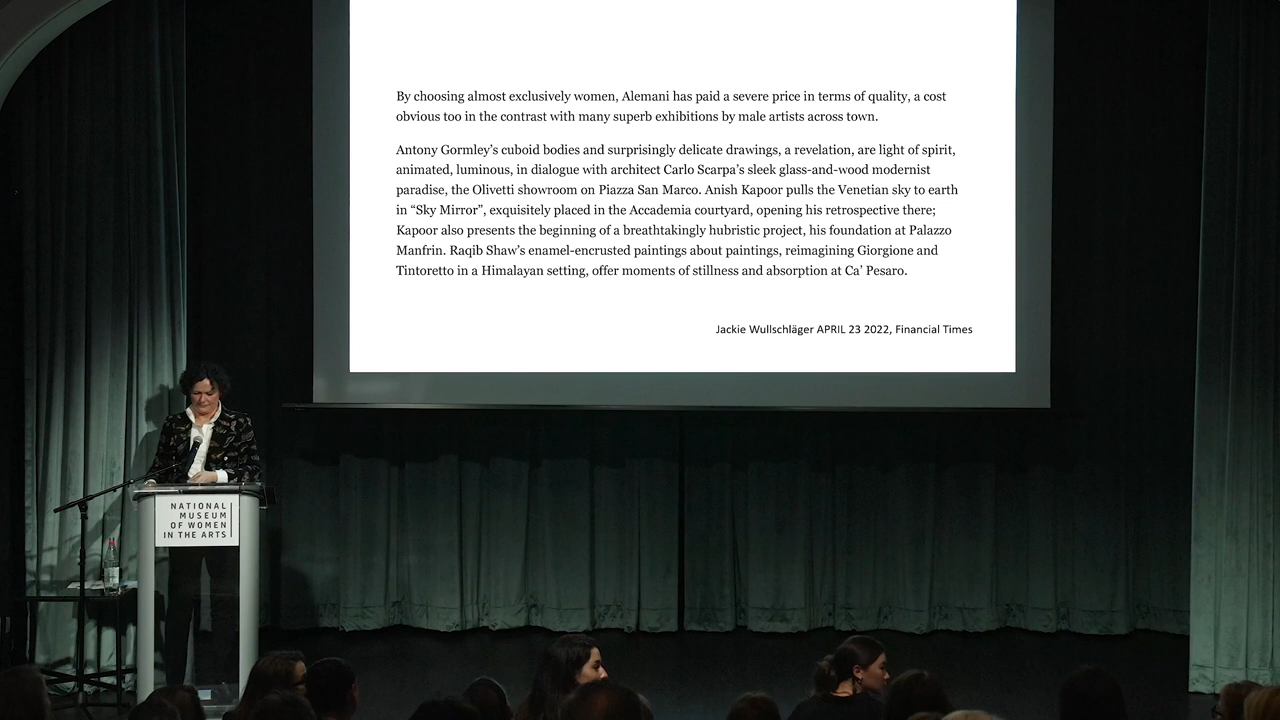 By choosing almost exclusively women, Alemani has paid a severe price in terms of quality, a cost
obvious too in the contrast with many superb exhibitions by male artists across town.
Antony Gormley’s cuboid bodies and surprisingly delicate drawings, a revelation, are light of spirit,
animated, luminous, in dialogue with architect Carlo Scarpa’s sleek glass-and-wood modernist
paradise, the Olivetti showroom on Piazza San Marco. Anish Kapoor pulls the Venetian sky to earth
in “Sky Mirror”, exquisitely placed in the Accademia courtyard, opening his retrospective there;
Kapoor also presents the beginning of a breathtakingly hubristic project, his foundation at Palazzo
Manfrin. Raqib Shaw’s enamel-encrusted paintings about paintings, reimagining Giorgione and
Tintoretto in a Himalayan setting, offer moments of stillness and absorption at Ca’ Pesaro.
Jackie Wullschläger APRIL 23 2022, Financial Times
NATIONAL
MUSEUM
OF WOMEN
IN THE ARTS